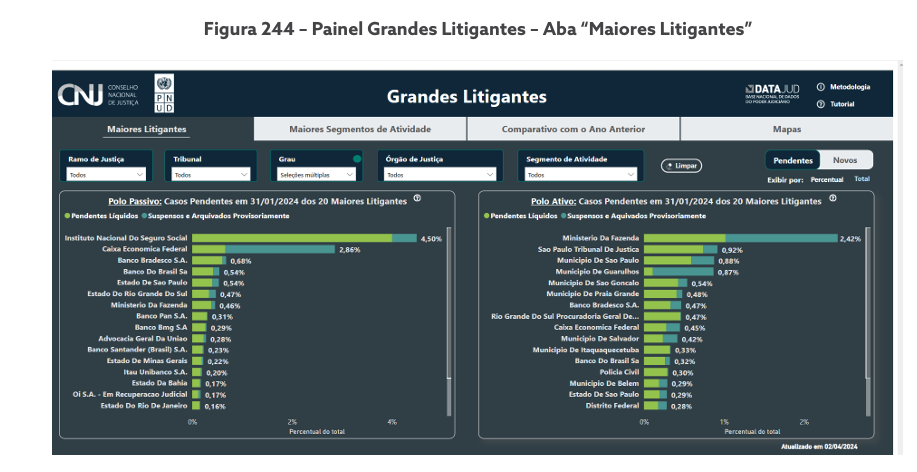 Figura 244 – Painel Grandes Litigantes – Aba “Maiores Litigantes”
CNJ CONSELHO NACIONAL DE JUSTIÇA
PNUD
Grandes Litigantes
DATAJUD
BASE NACIONAL DE DADOS DO PODER JUDICIÁRIO
Metodologia
Tutorial
Maiores Litigantes
Maiores Segmentos de Atividade
Comparativo com o Ano Anterior
Mapas
Ramo de Justiça
Todos
Tribunal
Todos
Grau
Seleções múltiplas
Órgão de Justiça
Todos
Segmento de Atividade
Todos
Limpar
Pendentes
Novos
Exibir por: Percentual Total
Polo Passivo: Casos Pendentes em 31/01/2024 dos 20 Maiores Litigantes
Pendentes Líquidos Suspensos e Arquivados Provisoriamente
Instituto Nacional Do Seguro Social 4,50%
Caixa Economica Federal 2,86%
Banco Bradesco S.A. 0,68%
Banco Do Brasil Sa 0,54%
Estado De Sao Paulo 0,54%
Estado Do Rio Grande Do Sul 0,47%
Ministerio Da Fazenda 0,46%
Banco Pan S.A. 0,31%
Banco Bmg S.A 0,29%
Advocacia Geral Da Uniao 0,28%
Banco Santander (Brasil) S.A. 0,23%
Estado De Minas Gerais 0,22%
Itau Unibanco S.A. 0,20%
Estado Da Bahia 0,17%
Oi S.A. - Em Recuperacao Judicial 0,17%
Estado Do Rio De Janeiro 0,16%
0% 2% 4%
Percentual do total
Polo Ativo: Casos Pendentes em 31/01/2024 dos 20 Maiores Litigantes
Pendentes Líquidos Suspensos e Aquivados Provisoriamente
Ministerio Da Fazenda 2,42%
Sao Paulo Tribunal De Justica 0,92%
Municipio De Sao Paulo 0,88%
Municipio De Guarulhos 0,87%
Municipio De Sao Goncalo 0,54%
Municipio De Praia Grande 0,48%
Banco Bradesco S.A. 0,47%
Rio Grande Do Sul Procuradoria Geral De... 0,47%
Caixa Economica Federal 0,45%
Municipio De Salvador 0,42%
Municipio De Itaquaquecetuba 0,33%
Banco Do Brasil Sa 0,32%
Policia Civil 0,30%
Municipio De Belem 0,29%
Estado De Sao Paulo 0,29%
Distrito Federal 0,28%
0% 1% 2%
Percentual do total
Atualizado em 02/04/2024